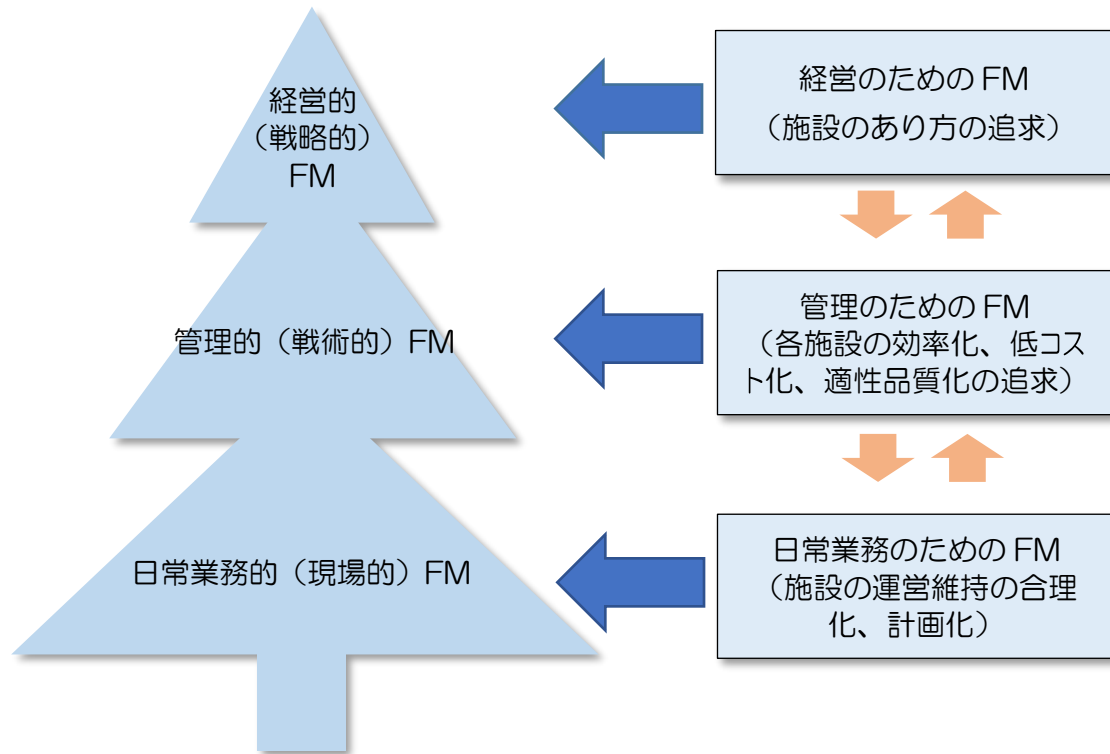 経営的
（戦略的）
FM
経営のための FM
（施設のあり方の追求）
管理的（戦術的）FM
管理のための FM
（各施設の効率化、低コス
ト化、適性品質化の追求）
日常業務的（現場的）FM
日常業務のための FM
（施設の運営維持の合理
化、計画化）